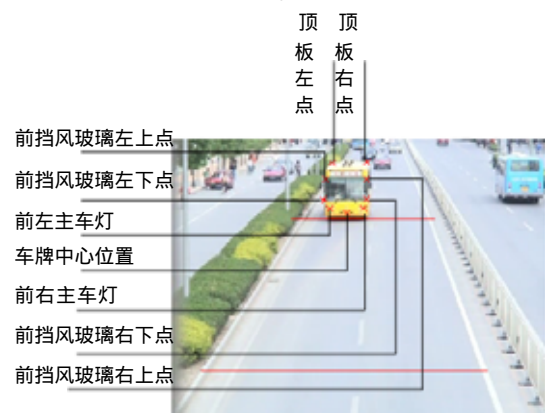 顶板左点
顶板右点
前挡风玻璃左上点
前挡风玻璃左下点
前左主车灯
车牌中心位置
前右主车灯
前挡风玻璃右下点
前挡风玻璃右上点